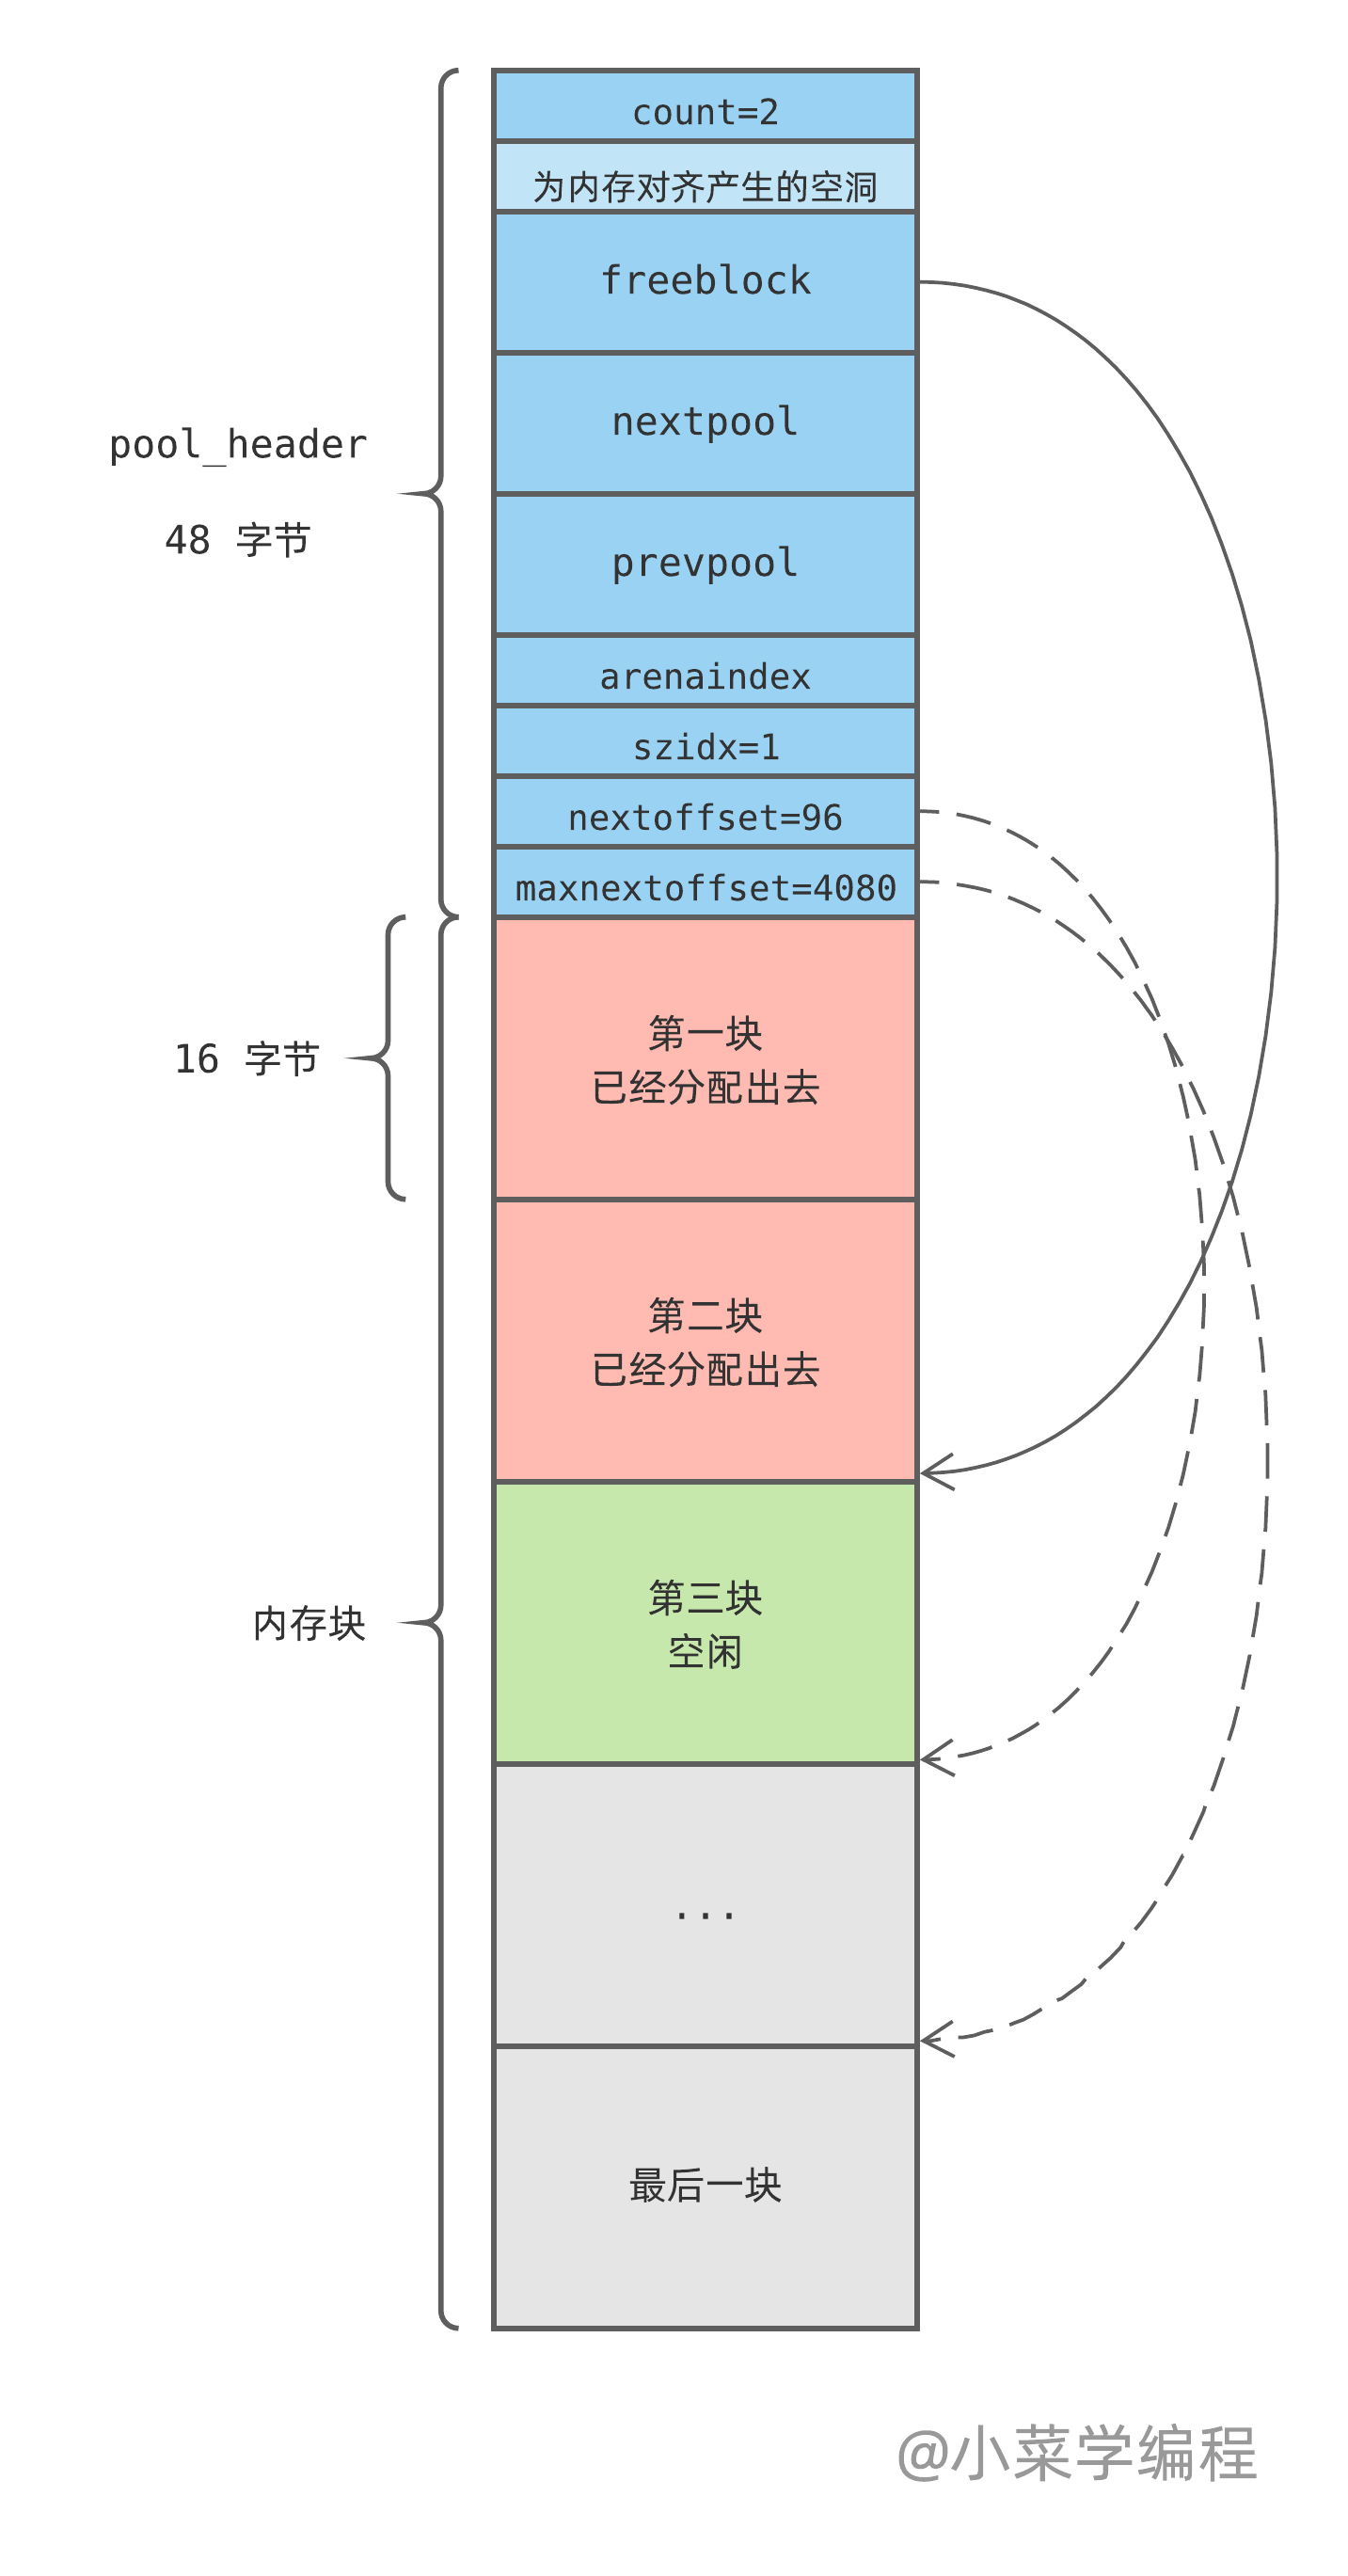 count=2
为内存对齐产生的空洞
freeblock
nextpool
pool_header
48 字节
prevpool
arenaindex
szidx=1
nextoffset=96
maxnextoffset=4080
第一块
已经分配出去
16 字节
第二块
已经分配出去
第三块
空闲
内存块
...
最后一块
@小菜学编程